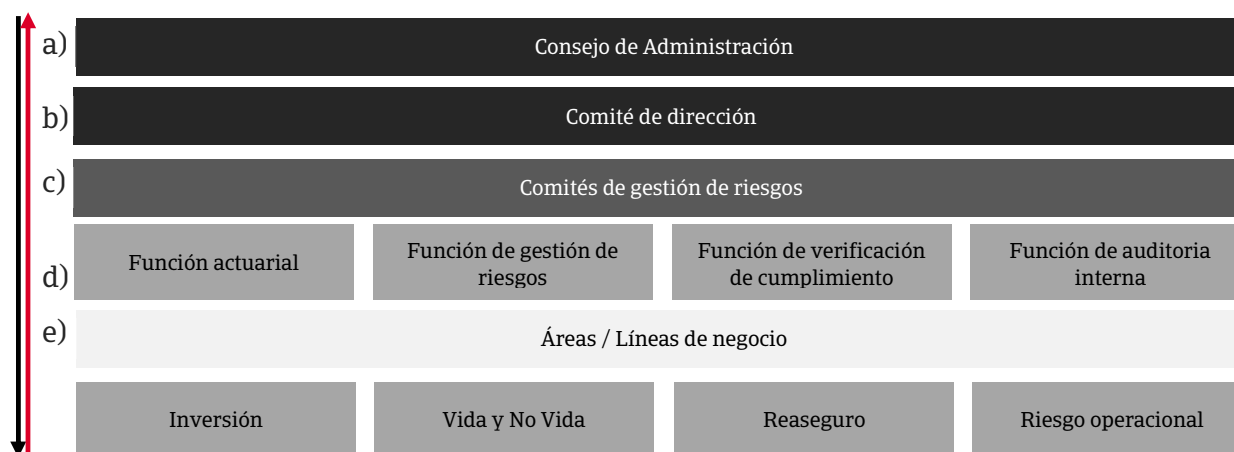 a)
Consejo de Administración
b)
Comité de dirección
c)
Comités de gestión de riesgos
d)
Función actuarial
Función de gestión de
riesgos
Función de verificación
de cumplimiento
Función de auditoria
interna
e)
Áreas / Líneas de negocio
Inversión
Vida y No Vida
Reaseguro
Riesgo operacional